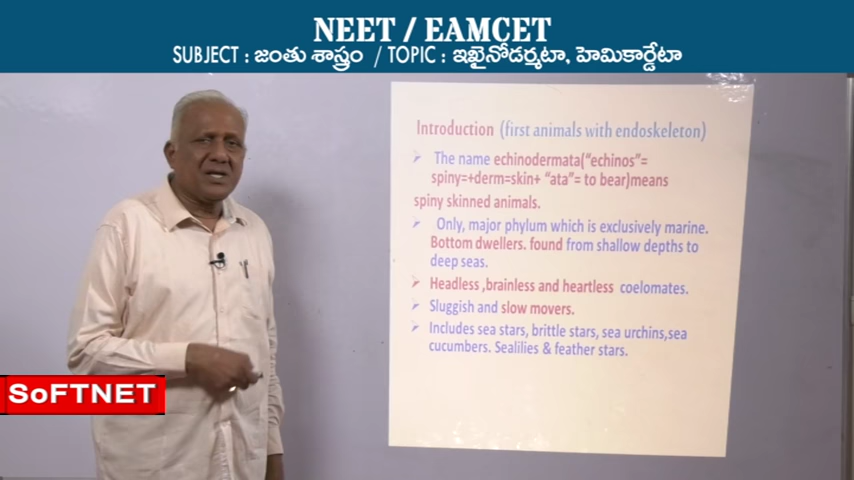 NEET / EAMCET
SUBJECT : జంతు శాస్త్రం / TOPIC : ఇఖైనోడర్మటా, హెమికార్డేటా
Introduction (first animals with endoskeleton)
The name echinodermata("echinos"=
spiny=+derm=skin+ "ata"= to bear)means
spiny skinned animals.
Only, major phylum which is exclusively marine.
Bottom dwellers. found from shallow depths to
deep seas.
Headless ,brainless and heartless coelomates.
Sluggish and slow movers.
Includes sea stars, brittle stars, sea urchins,sea
cucumbers. Sealilies & feather stars.
SoFTNET